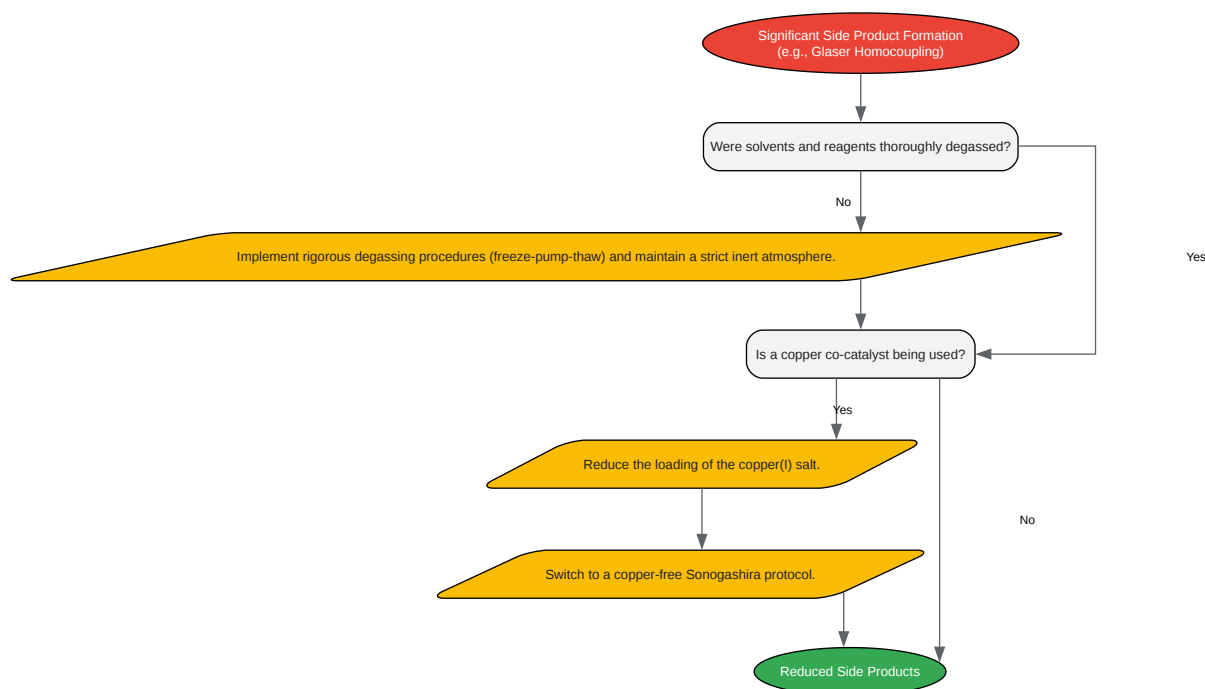 Significant Side Product Formation
(e.g., Glaser Homocoupling)
Were solvents and reagents thoroughly degassed?
No
Implement rigorous degassing procedures (freeze-pump-thaw) and maintain a strict inert atmosphere.
Yes
Is a copper co-catalyst being used?
Yes
Reduce the loading of the copper(I) salt.
No
Switch to a copper-free Sonogashira protocol.
Reduced Side Products